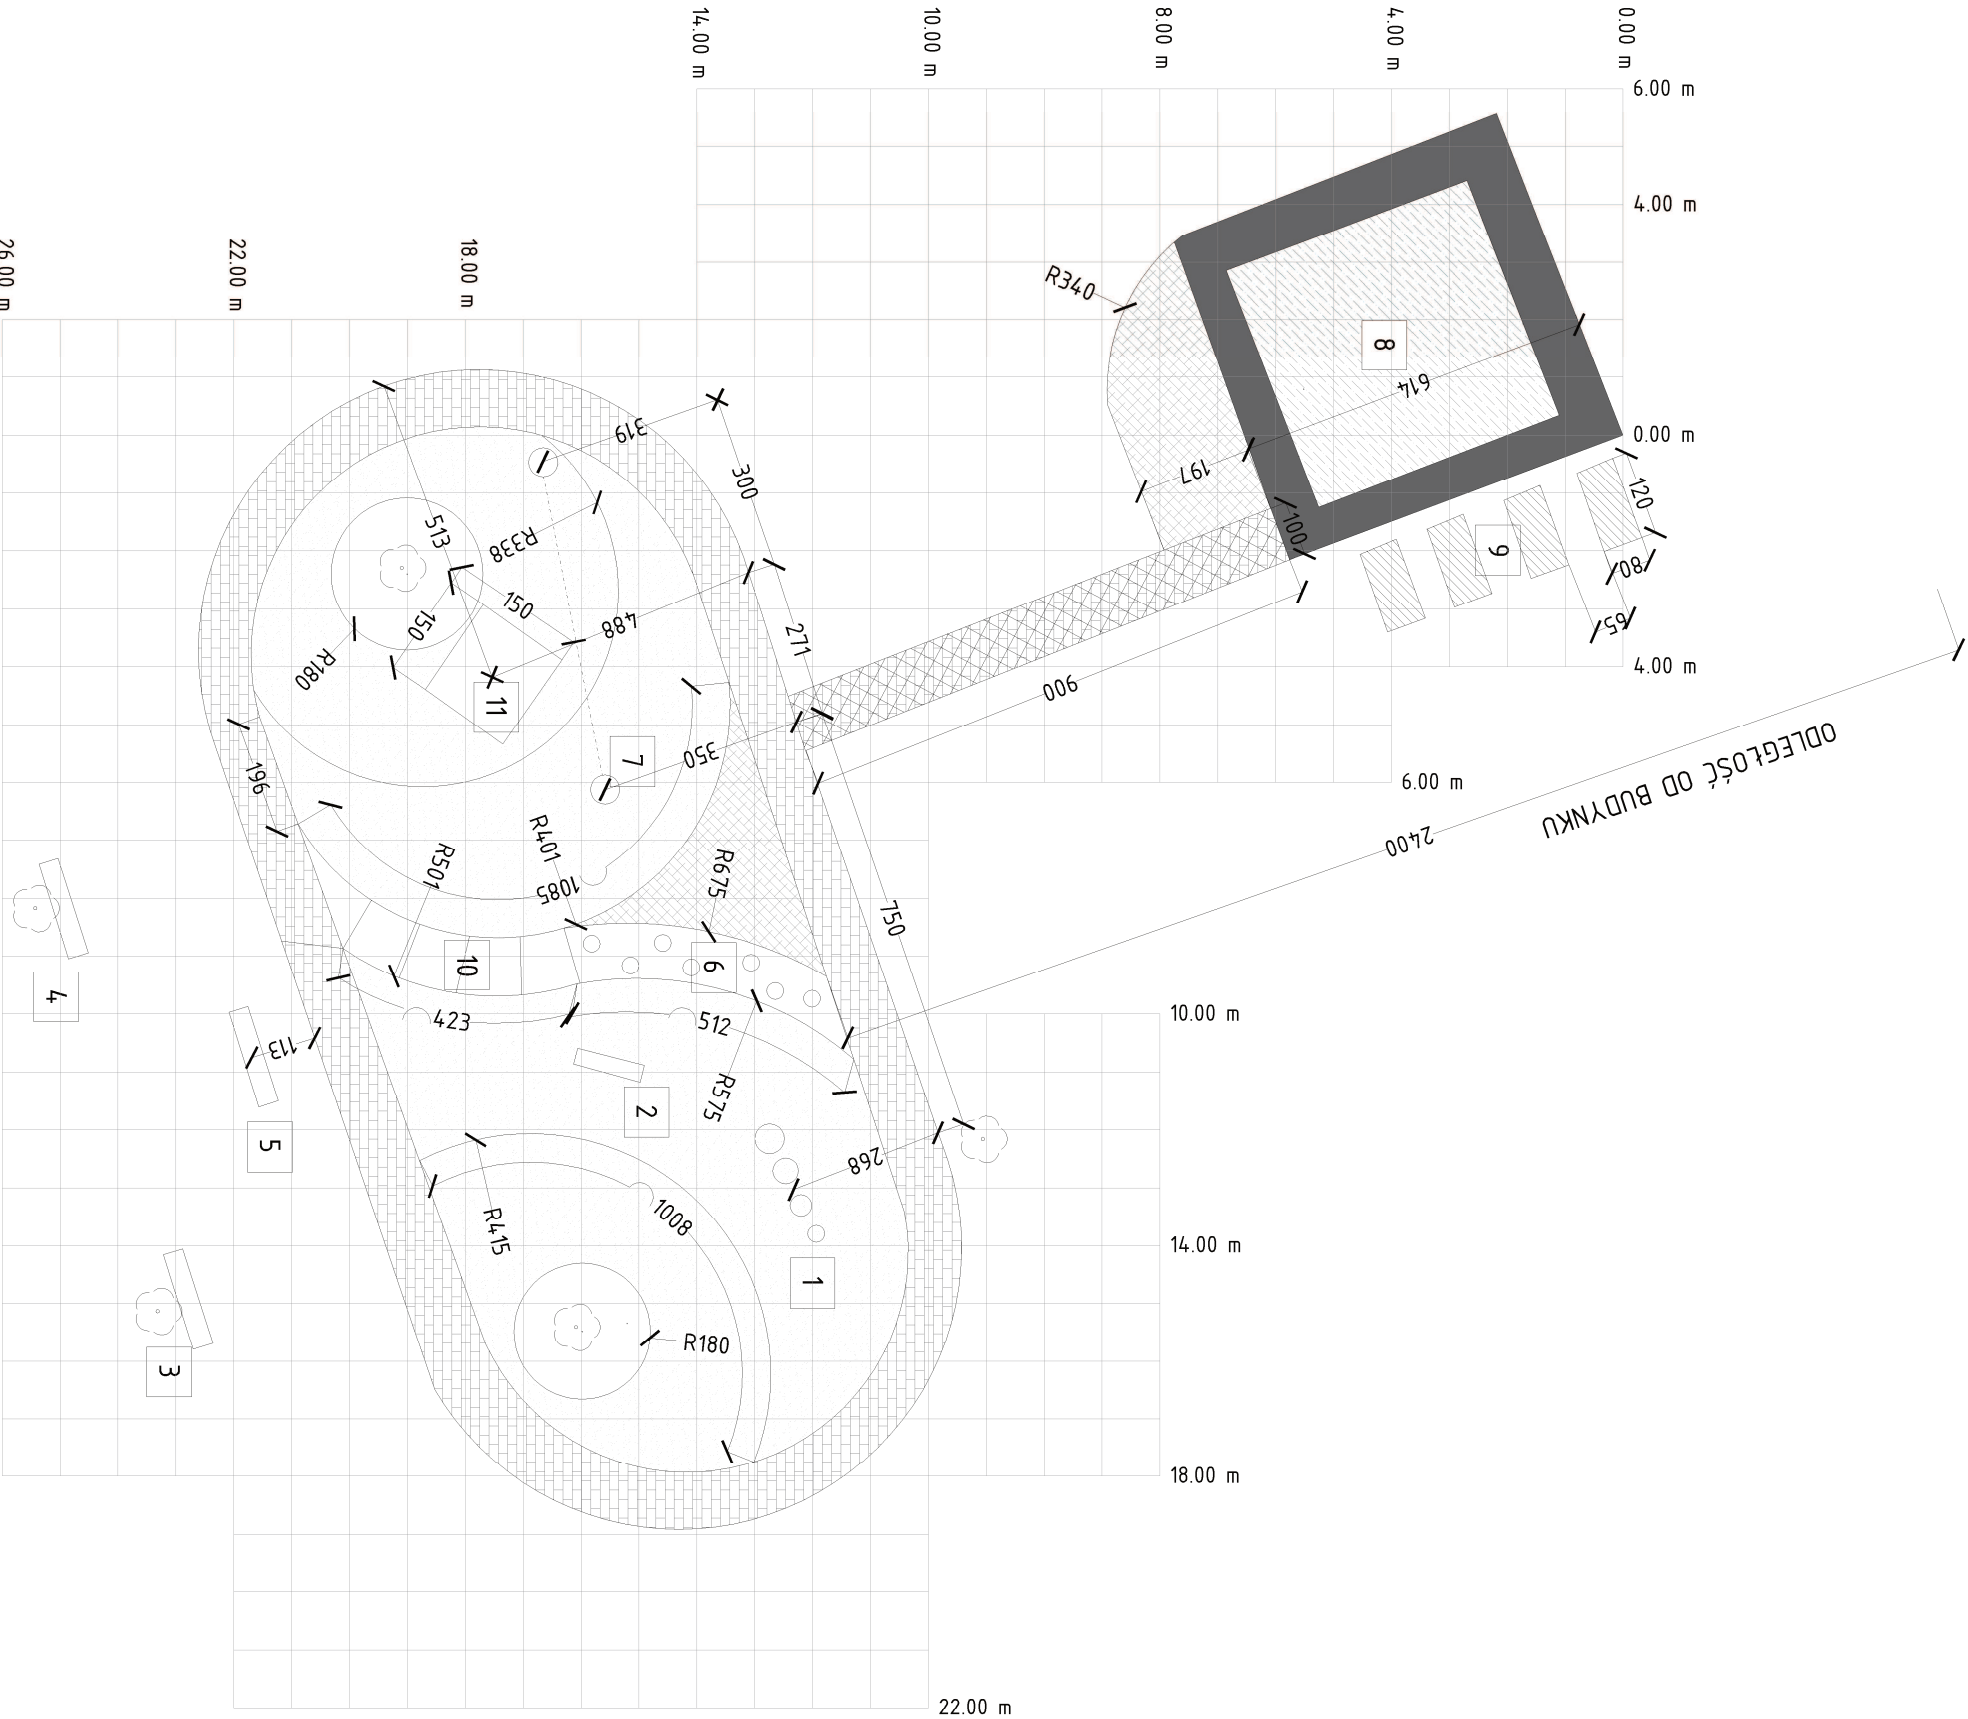 14.00 m
10.00 m
8.00 m
4.00 m
0.00 m
6.00 m
4.00 m
26.00 m
22.00 m
18.00 m
R340
8
614
0.00 m
319
300
197
100
120
9
80
65
513
R338
150
150
488
271
R180
11
4.00 m
900
350
7
196
6.00 m
ODLEGŁOŚĆ OD BUDYNKU
2400
R501
R401
1085
R675
750
10
6
4
423
512
10.00 m
113
R575
2
5
268
R415
1008
14.00 m
1
R180
3
18.00 m
22.00 m